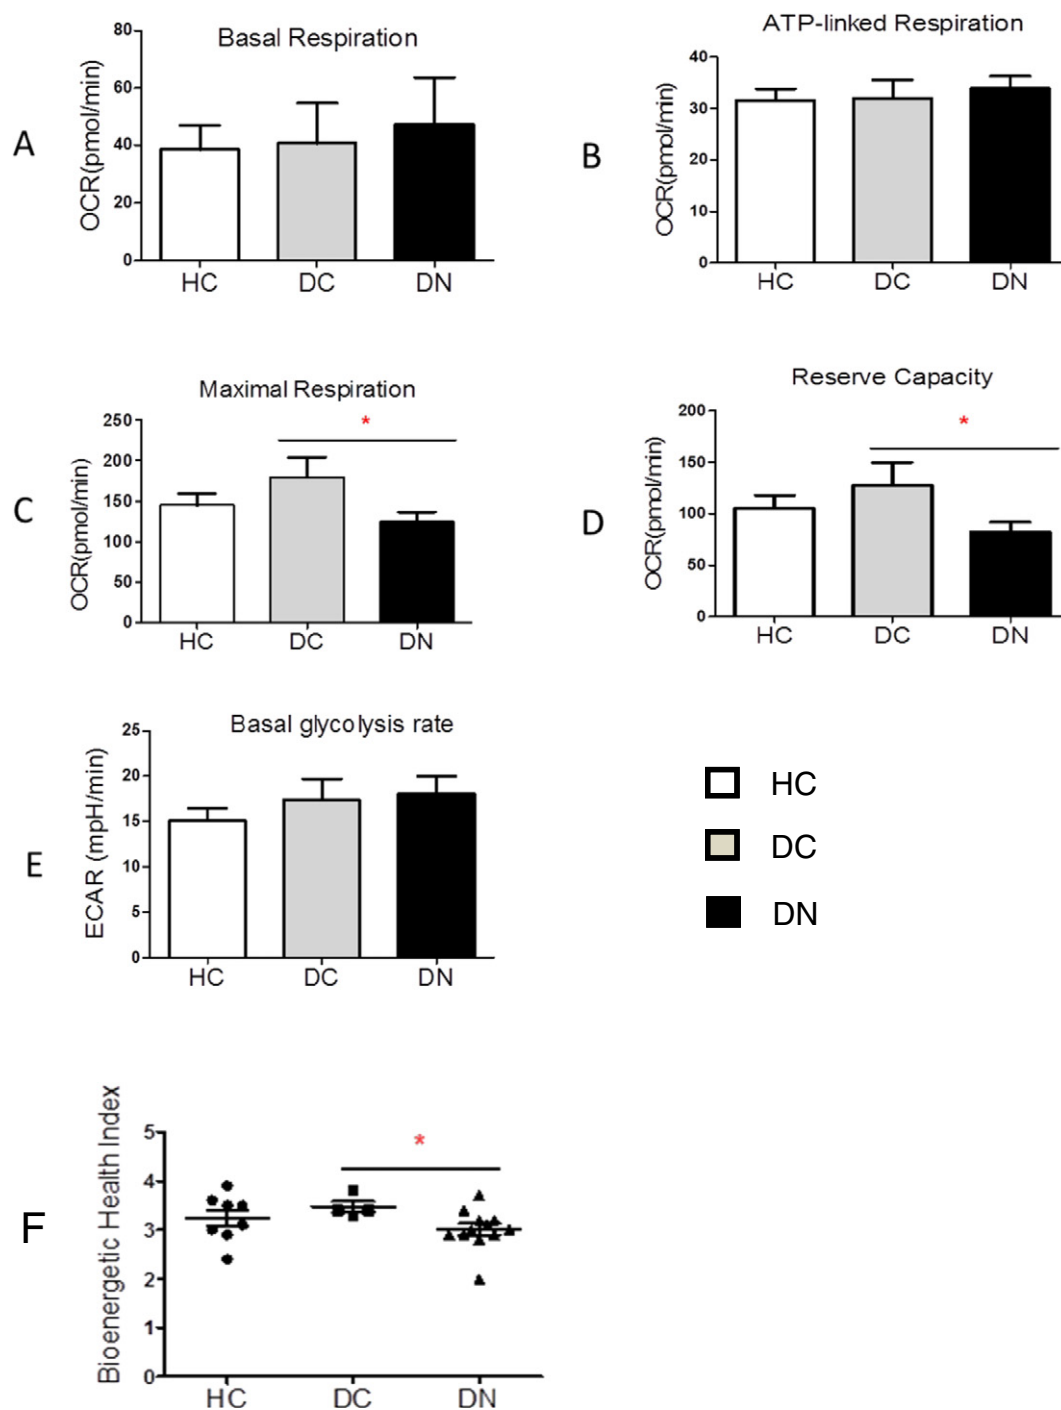 A
Basal Respiration
OCR(pmol/min)
80
60
40
20
0
HC DC DN
B
ATP-linked Respiration
OCR(pmol/min)
40
30
20
10
0
HC DC DN
C
Maximal Respiration
OCR(pmol/min)
250
200
150
100
50
0
*
HC DC DN
D
Reserve Capacity
OCR(pmol/min)
200
150
100
50
0
*
HC DC DN
E
Basal glycolysis rate
ECAR (mpH/min)
25
20
15
10
5
0
HC DC DN
HC
DC
DN
F
Bioenergetic Health Index
5
4
3
2
1
0
*
HC DC DN